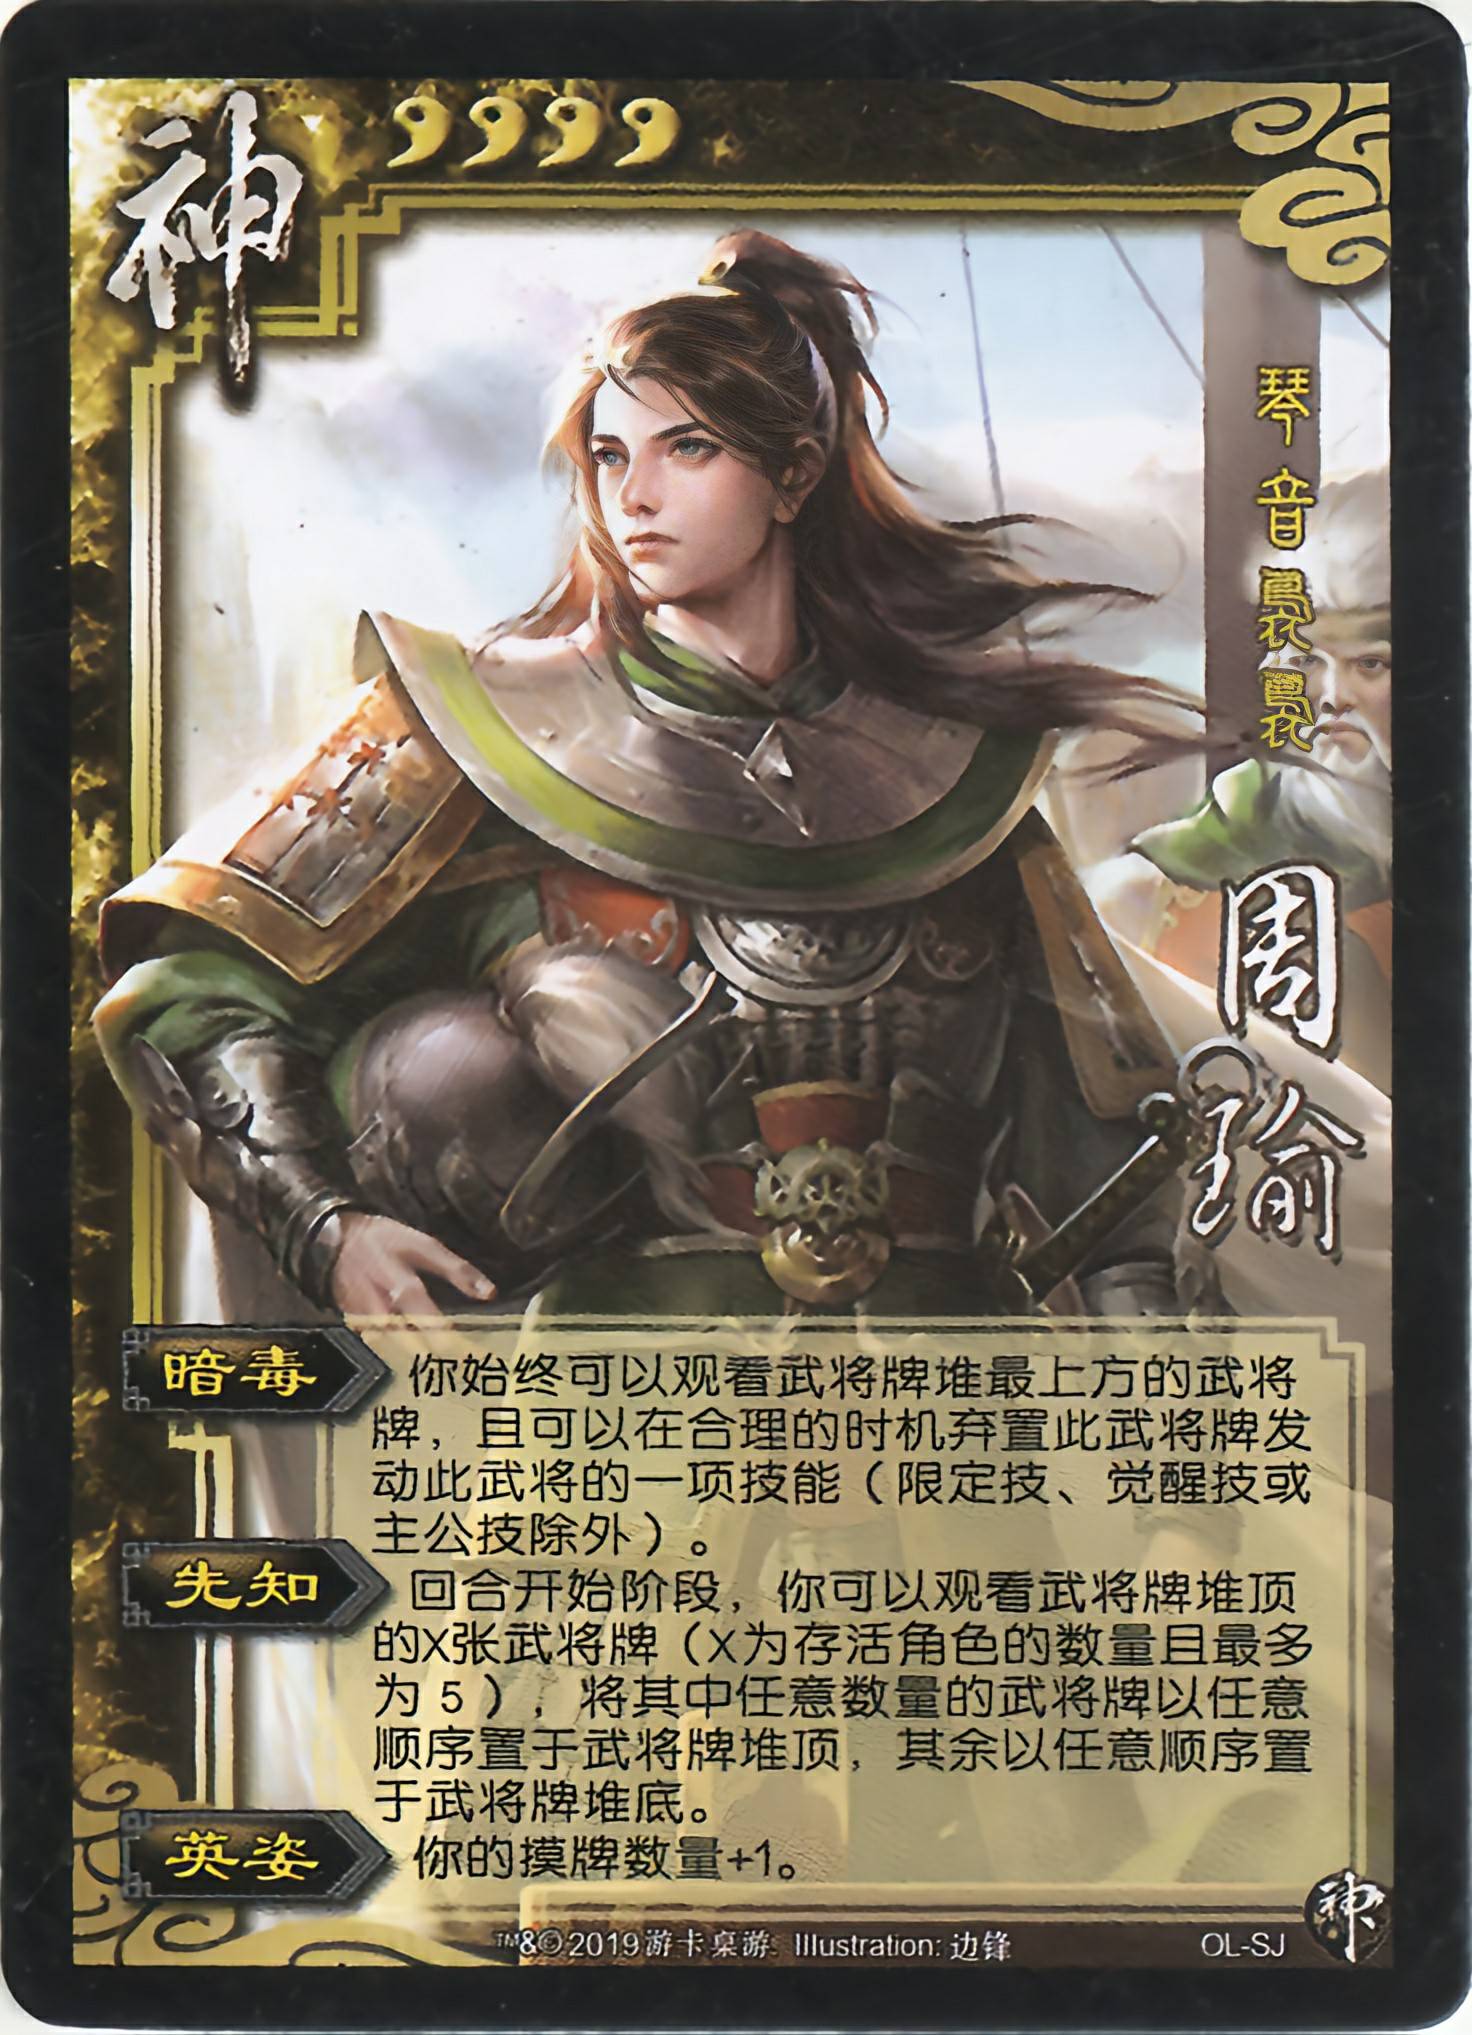 神
琴音裊裊
周瑜
暗毒
你始终可以观看武将牌堆最上方的武将
牌，且可以在合理的时机弃置此武将牌发
动此武将的一项技能（限定技、觉醒技或
主公技除外）。
先知
回合开始阶段，你可以观看武将牌堆顶
的X张武将牌（X为存活角色的数量且最多
为5），将其中任意数量的武将牌以任意
顺序置于武将牌堆顶，其余以任意顺序置
于武将牌堆底。
英姿
你的摸牌数量+1。
™&©2019游卡桌游 Illustration: 边锋
OL-SJ
神